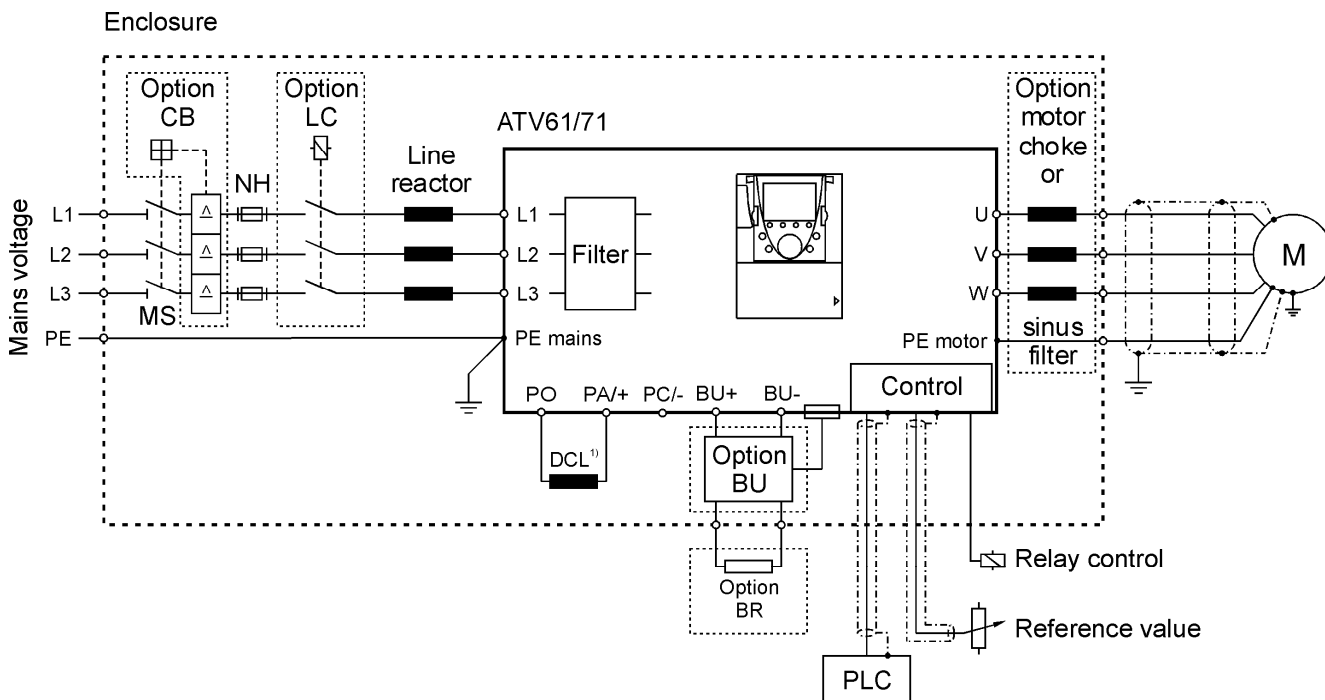 Enclosure
Option
CB
Option
LC
ATV61/71
Option
motor
choke
or
NH
Line
reactor
Mains voltage
L1
L2
L3
PE
MS
L1
L2
L3
PE mains
Filter
U
V
W
PE motor
sinus
filter
M
Control
PO
PA/+
PC/-
BU+
BU-
DCL1)
Option
BU
Option
BR
Relay control
Reference value
PLC